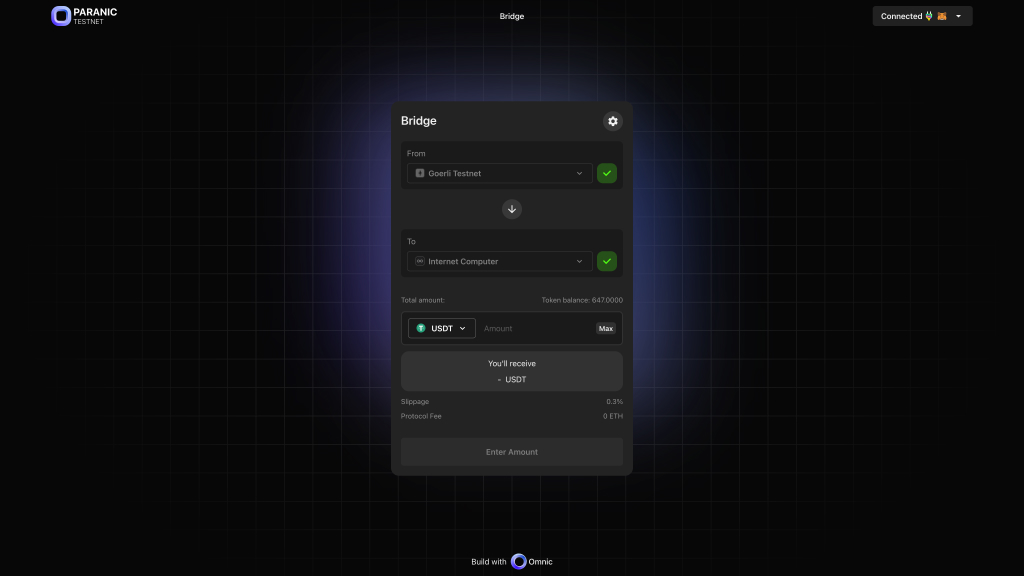 PARANIC
TESTNET
Bridge
Connected
Bridge
From
Goerli Testnet
To
Internet Computer
Total amount:
Token balance: 647.0000
USDT
Amount
Max
You'll receive
- USDT
Slippage
0.3%
Protocol Fee
0 ETH
Enter Amount
Build with Omnic